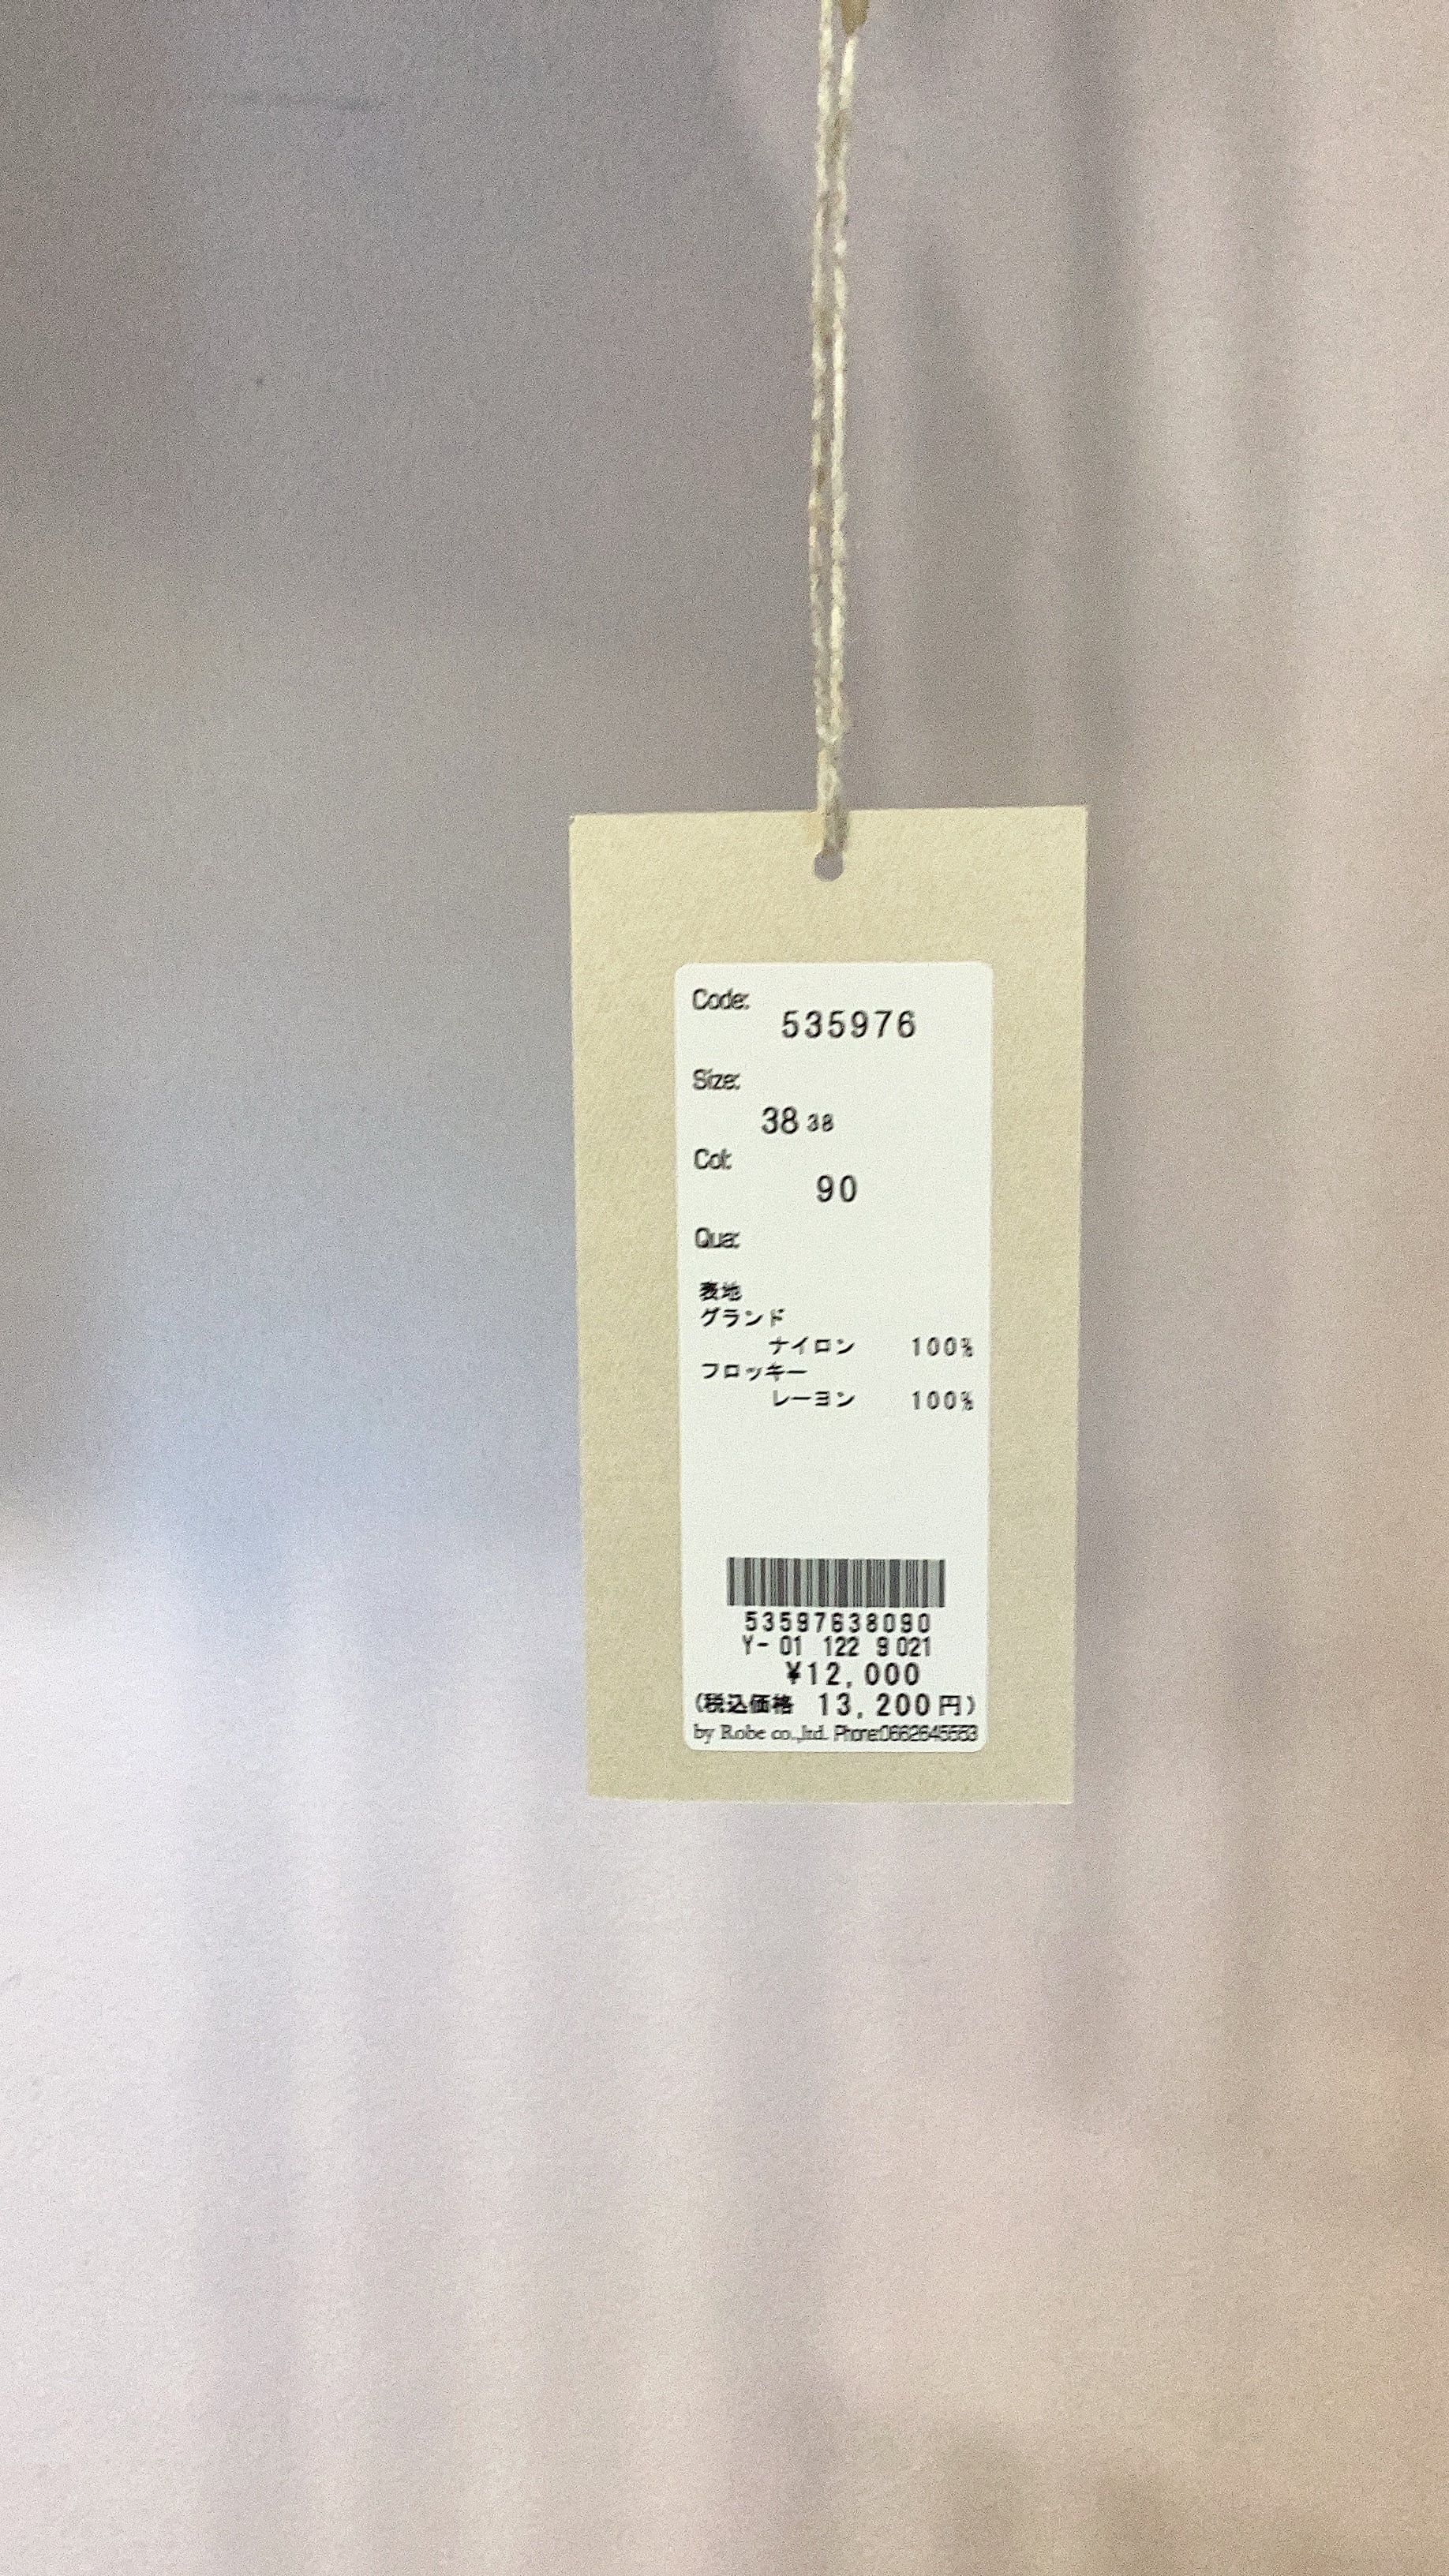 Code:
535976
Size:
38 38
Col:
90
Qua:
表地
グランド
ナイロン 100%
フロッキー
レーヨン 100%
53597638090
Y- 01 122 9021
¥12,000
(税込価格 13,200円)
by Robe co.,ltd. Phone:0662645553